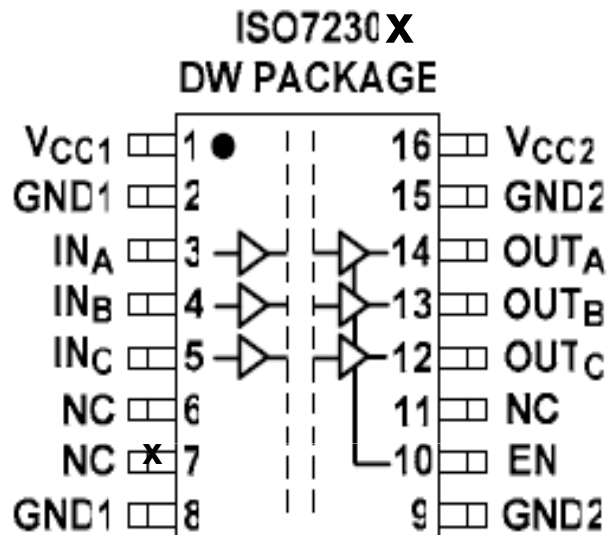 ISO7230x
DW PACKAGE
VCC1 1 16 VCC2
GND1 2 15 GND2
INA 3 14 OUTA
INB 4 13 OUTB
INC 5 12 OUTC
NC 6 11 NC
NC x 7 10 EN
GND1 8 9 GND2